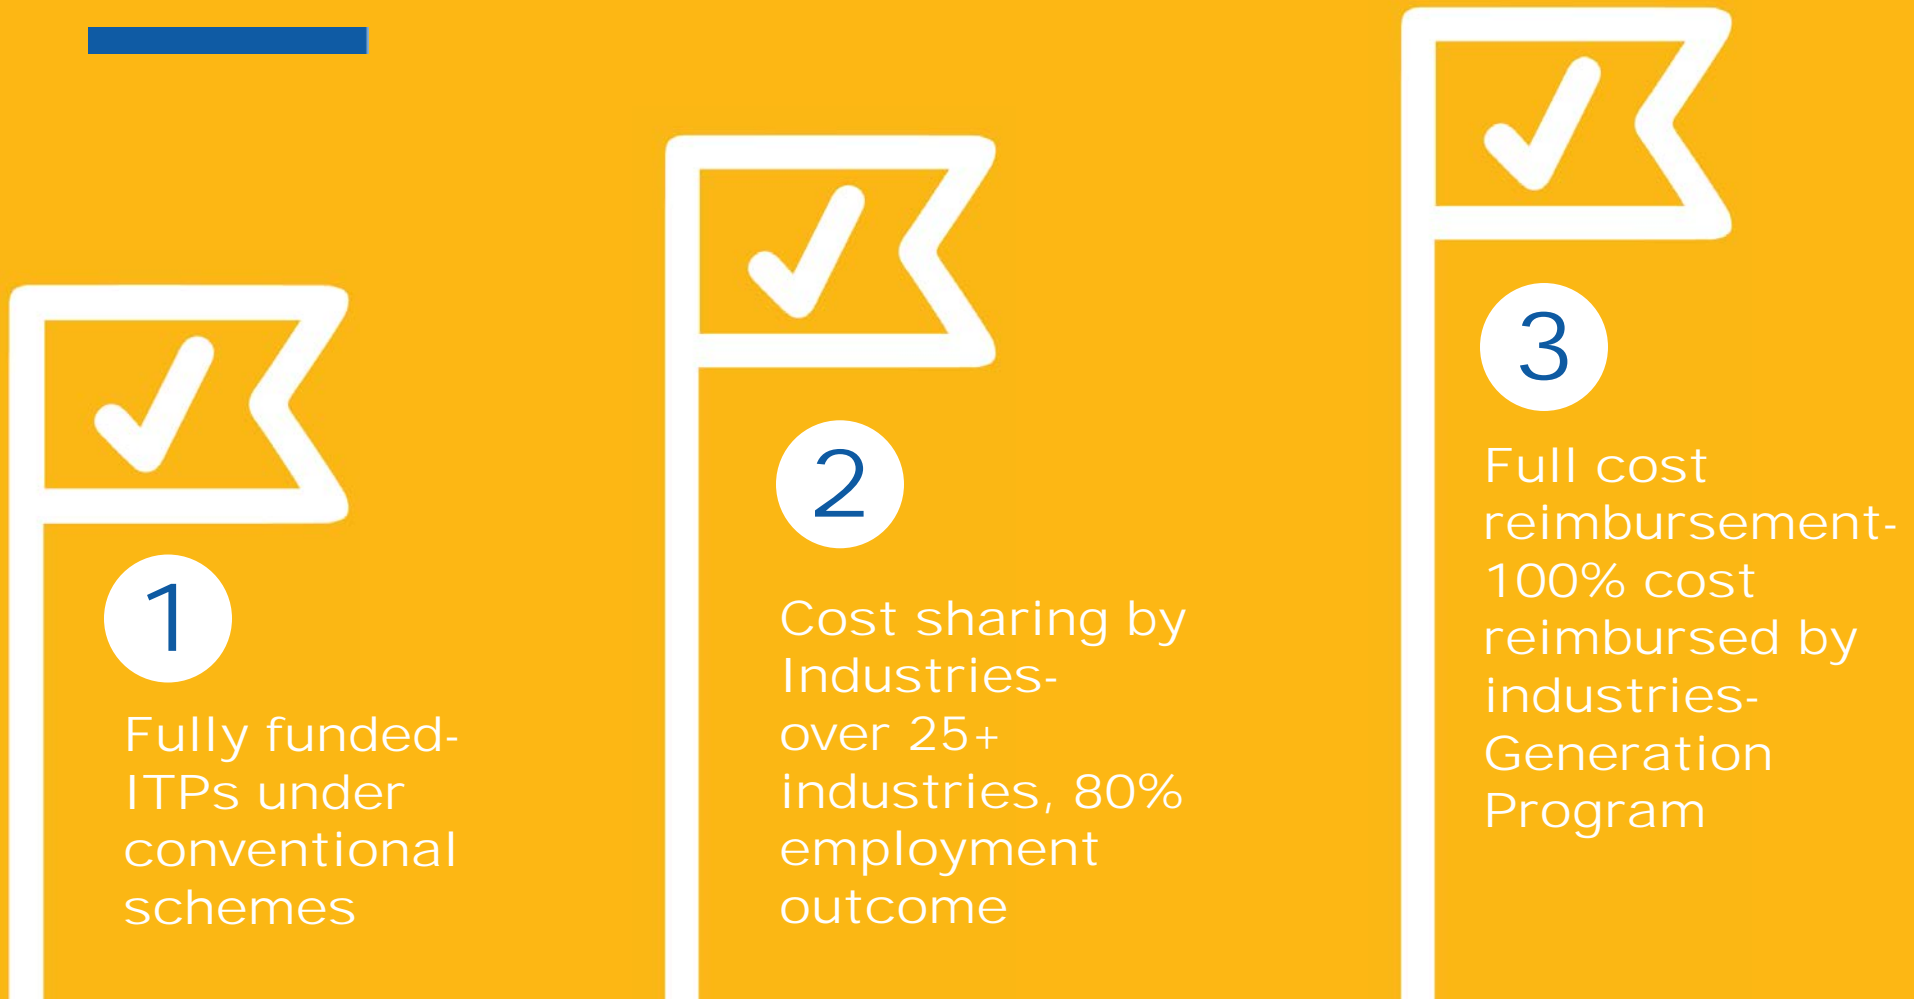 1
Fully funded-
ITPs under
conventional
schemes
2
Cost sharing by
Industries-
over 25+
industries, 80%
employment
outcome
3
Full cost
reimbursement-
100% cost
reimbursed by
industries-
Generation
Program